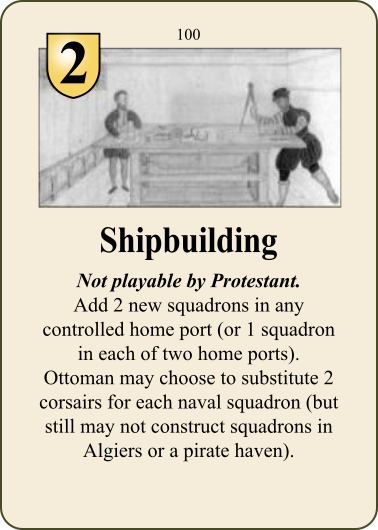 100
2
Shipbuilding
Not playable by Protestant.
Add 2 new squadrons in any
controlled home port (or 1 squadron
in each of two home ports).
Ottoman may choose to substitute 2
corsairs for each naval squadron (but
still may not construct squadrons in
Algiers or a pirate haven).